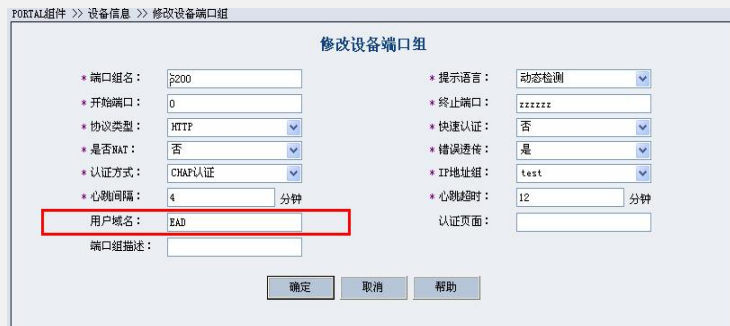 PORTAL组件 >> 设备信息 >> 修改设备端口组
修改设备端口组
* 端口组名： 5200 * 提示语言： 动态检测
* 开始端口： 0 * 终止端口： zzzzzz
* 协议类型： HTTP * 快速认证： 否
* 是否NAT： 否 * 错误透传： 是
* 认证方式： CHAP认证 * IP地址组： test
* 心跳间隔： 4 分钟 * 心跳超时： 12 分钟
用户域名： EAD 认证页面：
端口组描述：
确定 取消 帮助